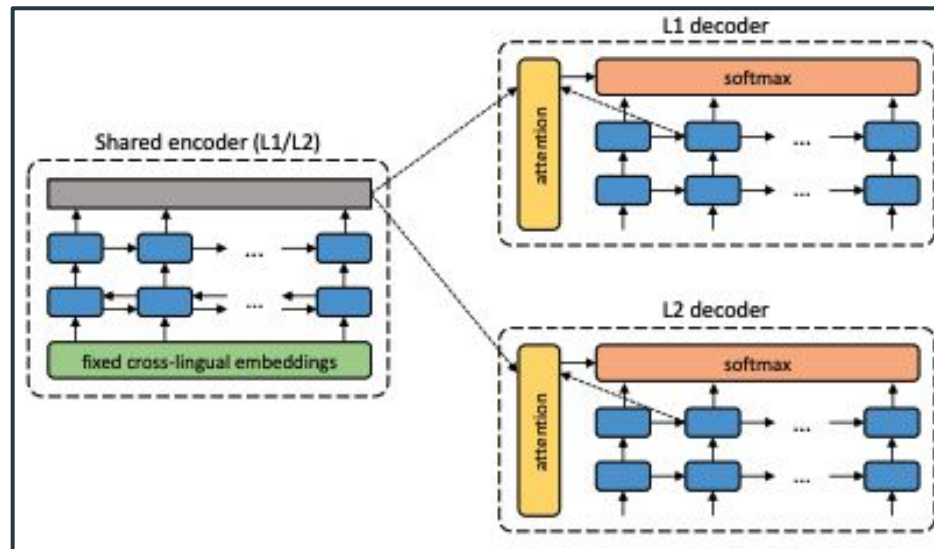 L1 decoder
softmax
attention
...
...
Shared encoder (L1/L2)
...
...
fixed cross-lingual embeddings
L2 decoder
softmax
attention
...
...